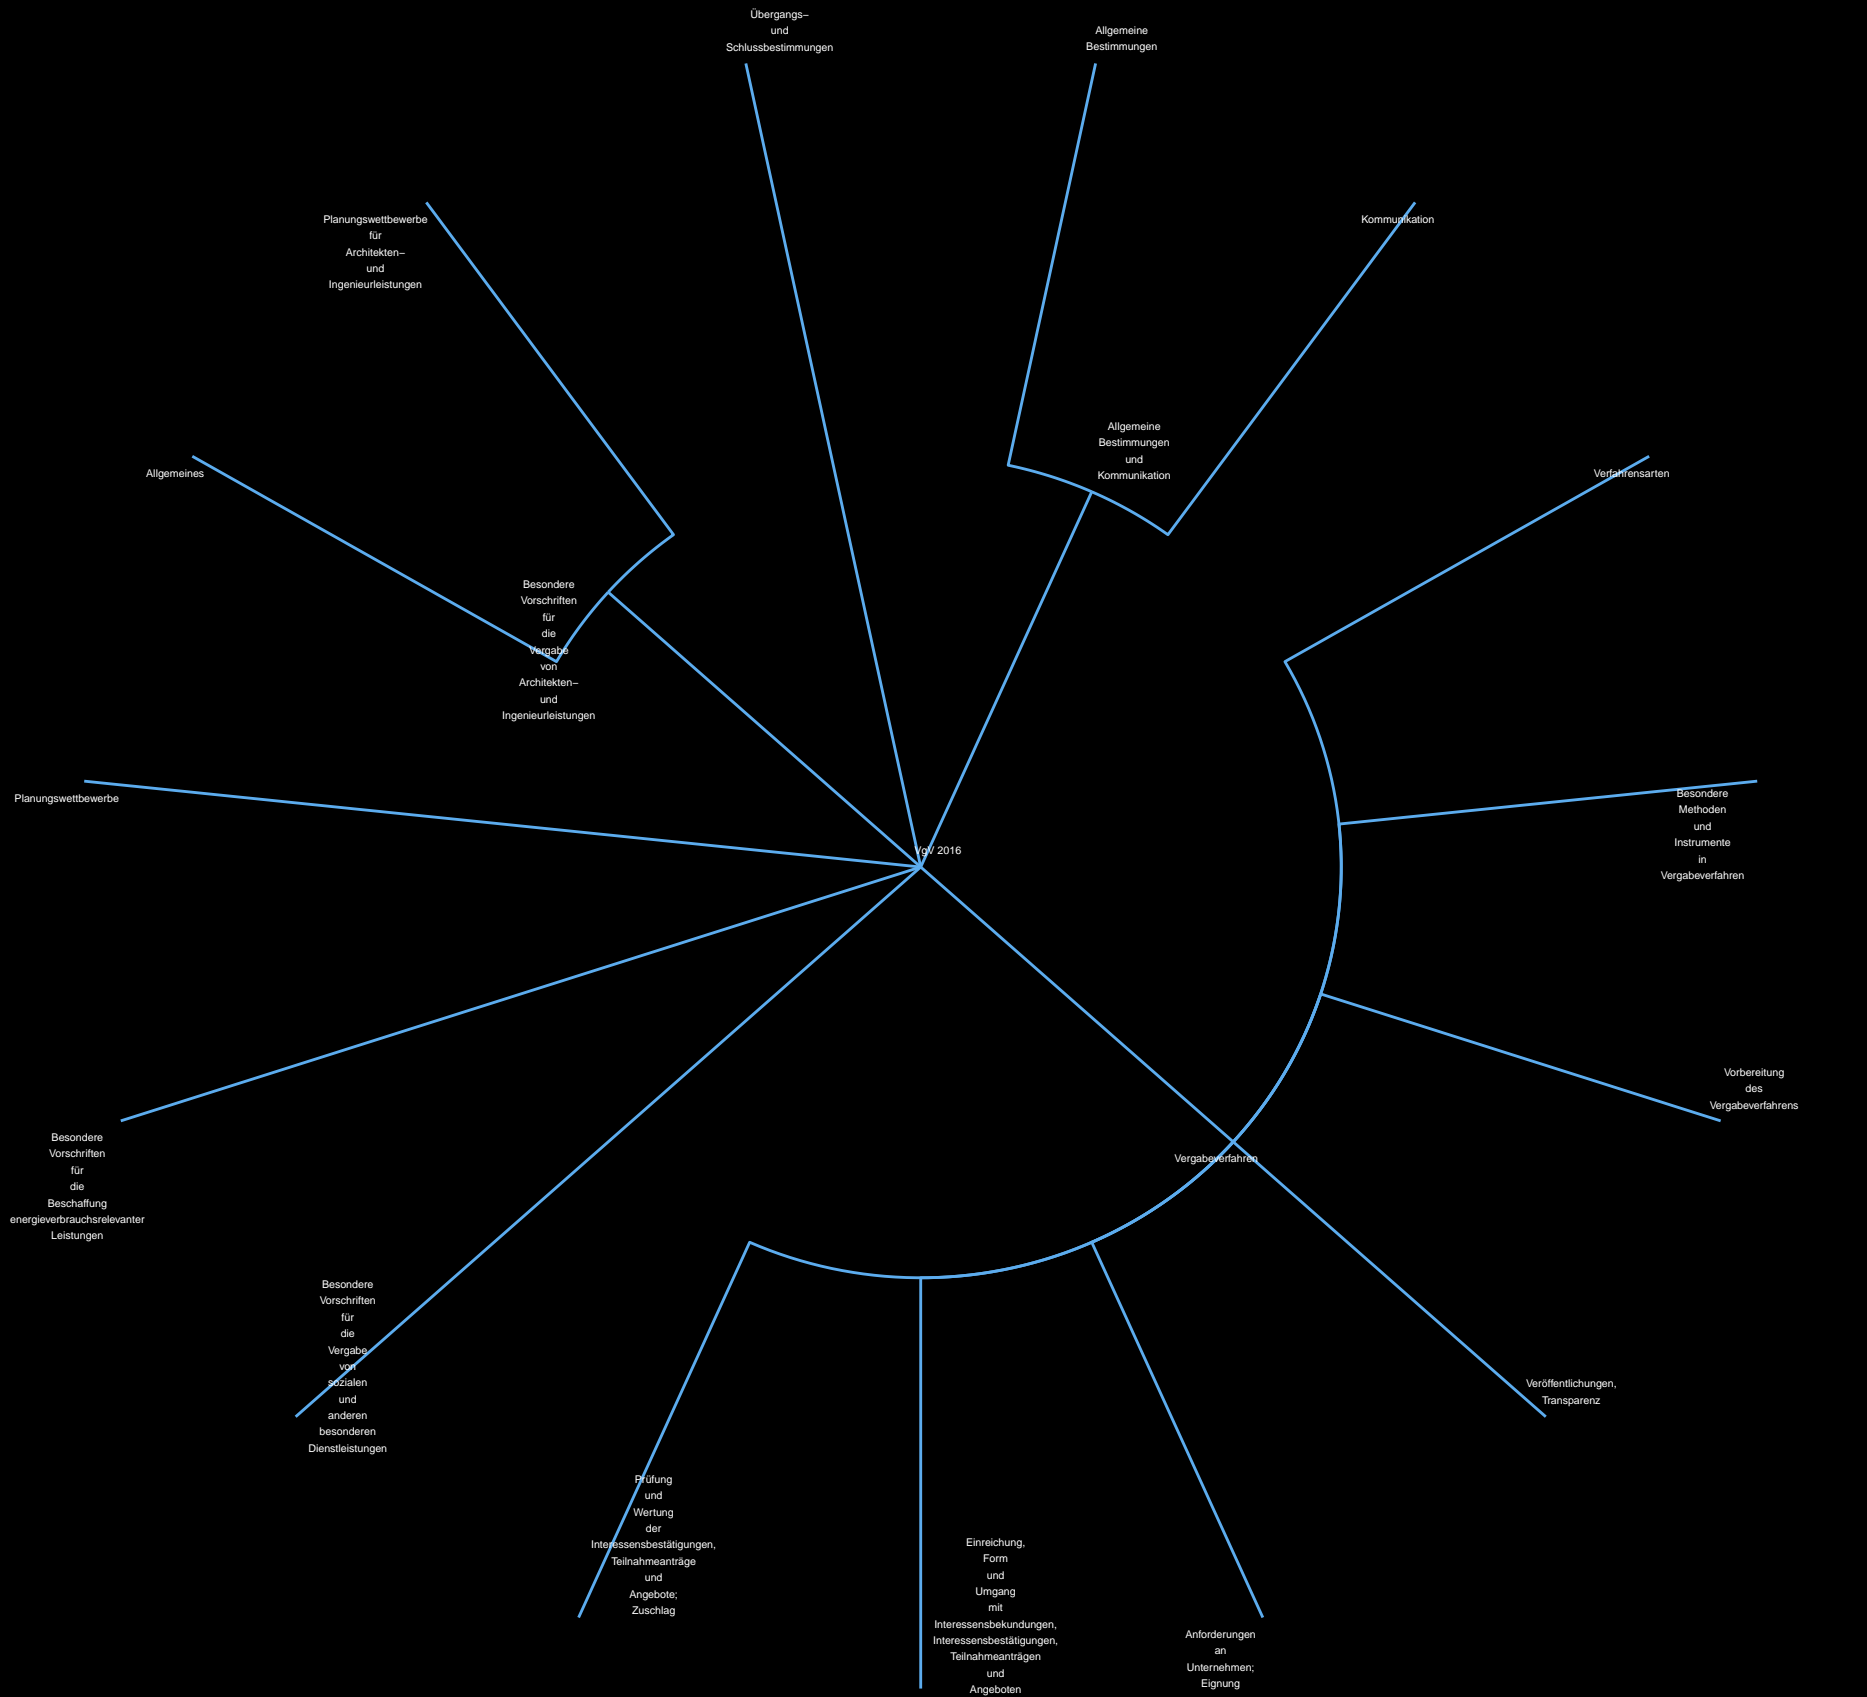 Übergangs–
und
Schlussbestimmungen
Allgemeine
Bestimmungen
Planungswettbewerbe
für
Architekten–
und
Ingenieurleistungen
Kommunikation
Allgemeine
Bestimmungen
und
Kommunikation
Allgemeines
Verfahrensarten
Besondere
Vorschriften
für
die
Vergabe
von
Architekten–
und
Ingenieurleistungen
Planungswettbewerbe
Besondere
Methoden
und
Instrumente
in
Vergabeverfahren
VgV 2016
Vorbereitung
des
Vergabeverfahrens
Besondere
Vorschriften
für
die
Beschaffung
energieverbrauchsrelevanter
Leistungen
Vergabeverfahren
Besondere
Vorschriften
für
die
Vergabe
von
sozialen
und
anderen
besonderen
Dienstleistungen
Veröffentlichungen,
Transparenz
Prüfung
und
Wertung
der
Interessensbestätigungen,
Teilnahmeanträge
und
Angebote;
Zuschlag
Einreichung,
Form
und
Umgang
mit
Interessensbekundungen,
Interessensbestätigungen,
Teilnahmeanträgen
und
Angeboten
Anforderungen
an
Unternehmen;
Eignung